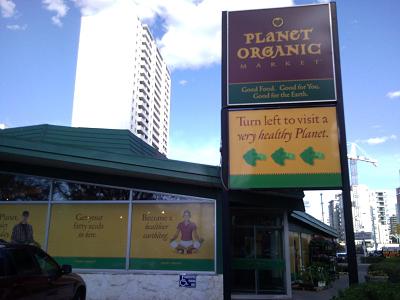 PLANET
ORGANIC
MARKET
Good Food. Good for You.
Good for the Earth.
Turn left to visit a
very healthy Planet.
Planet
Get your
fatty acids
in here.
Become a
healthier
earthling.